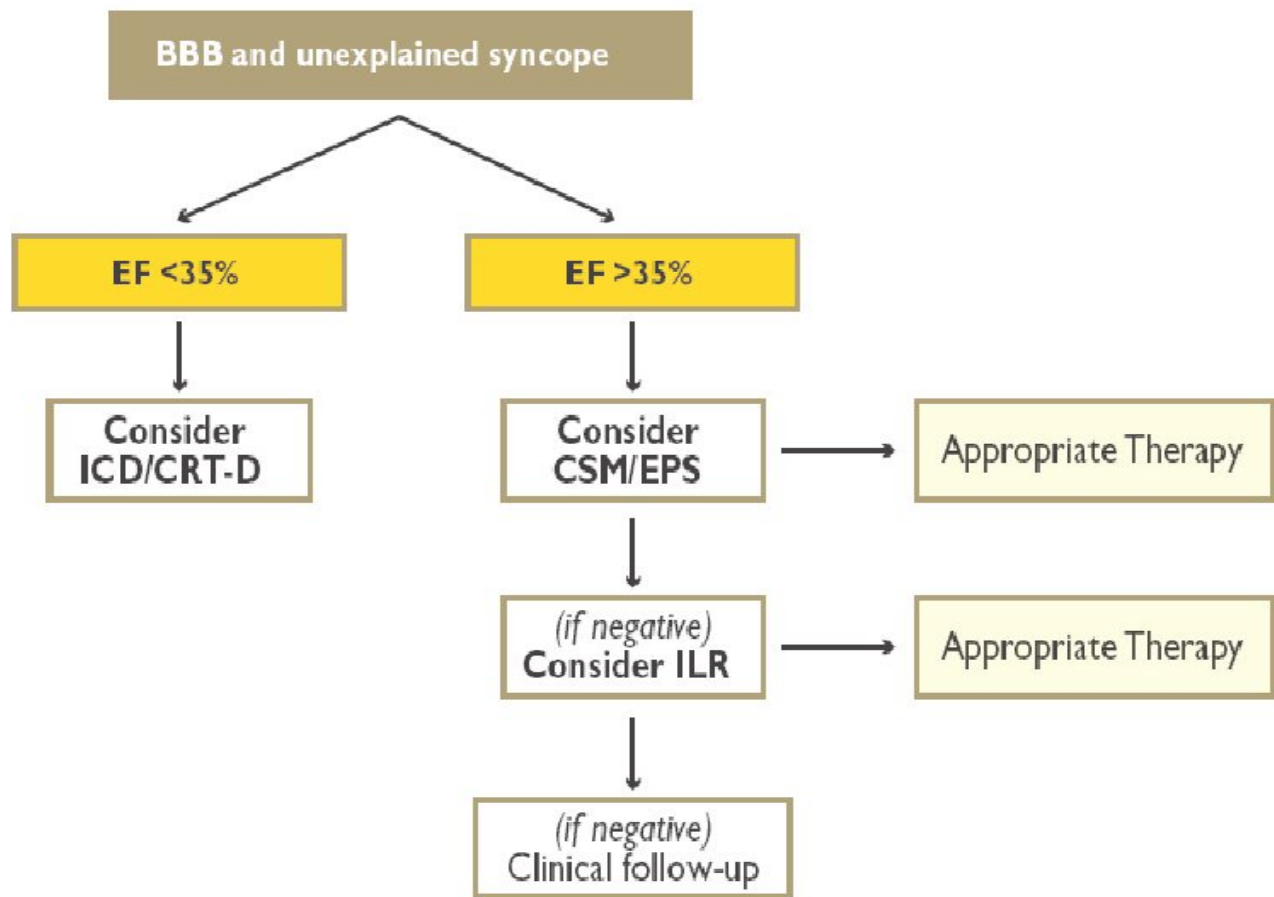 BBB and unexplained syncope
EF <35%
EF >35%
Consider
ICD/CRT-D
Consider
CSM/EPS
Appropriate Therapy
(if negative)
Consider ILR
Appropriate Therapy
(if negative)
Clinical follow-up